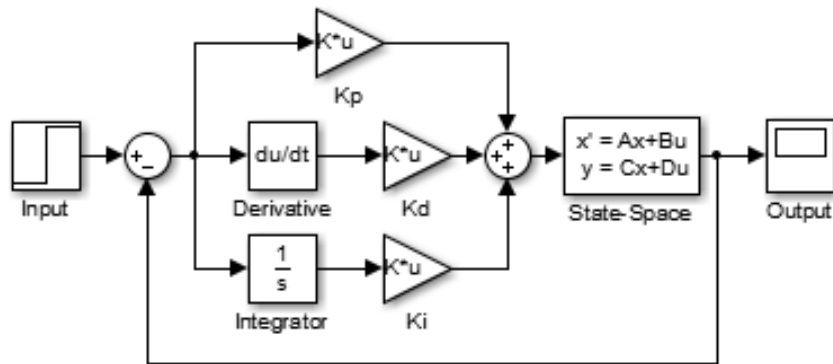 K*u
Kp
+
−
du/dt
K*u
+
+
+
x' = Ax+Bu
y = Cx+Du
Input
Derivative
Kd
State-Space
Output
1
s
K*u
Integrator
Ki